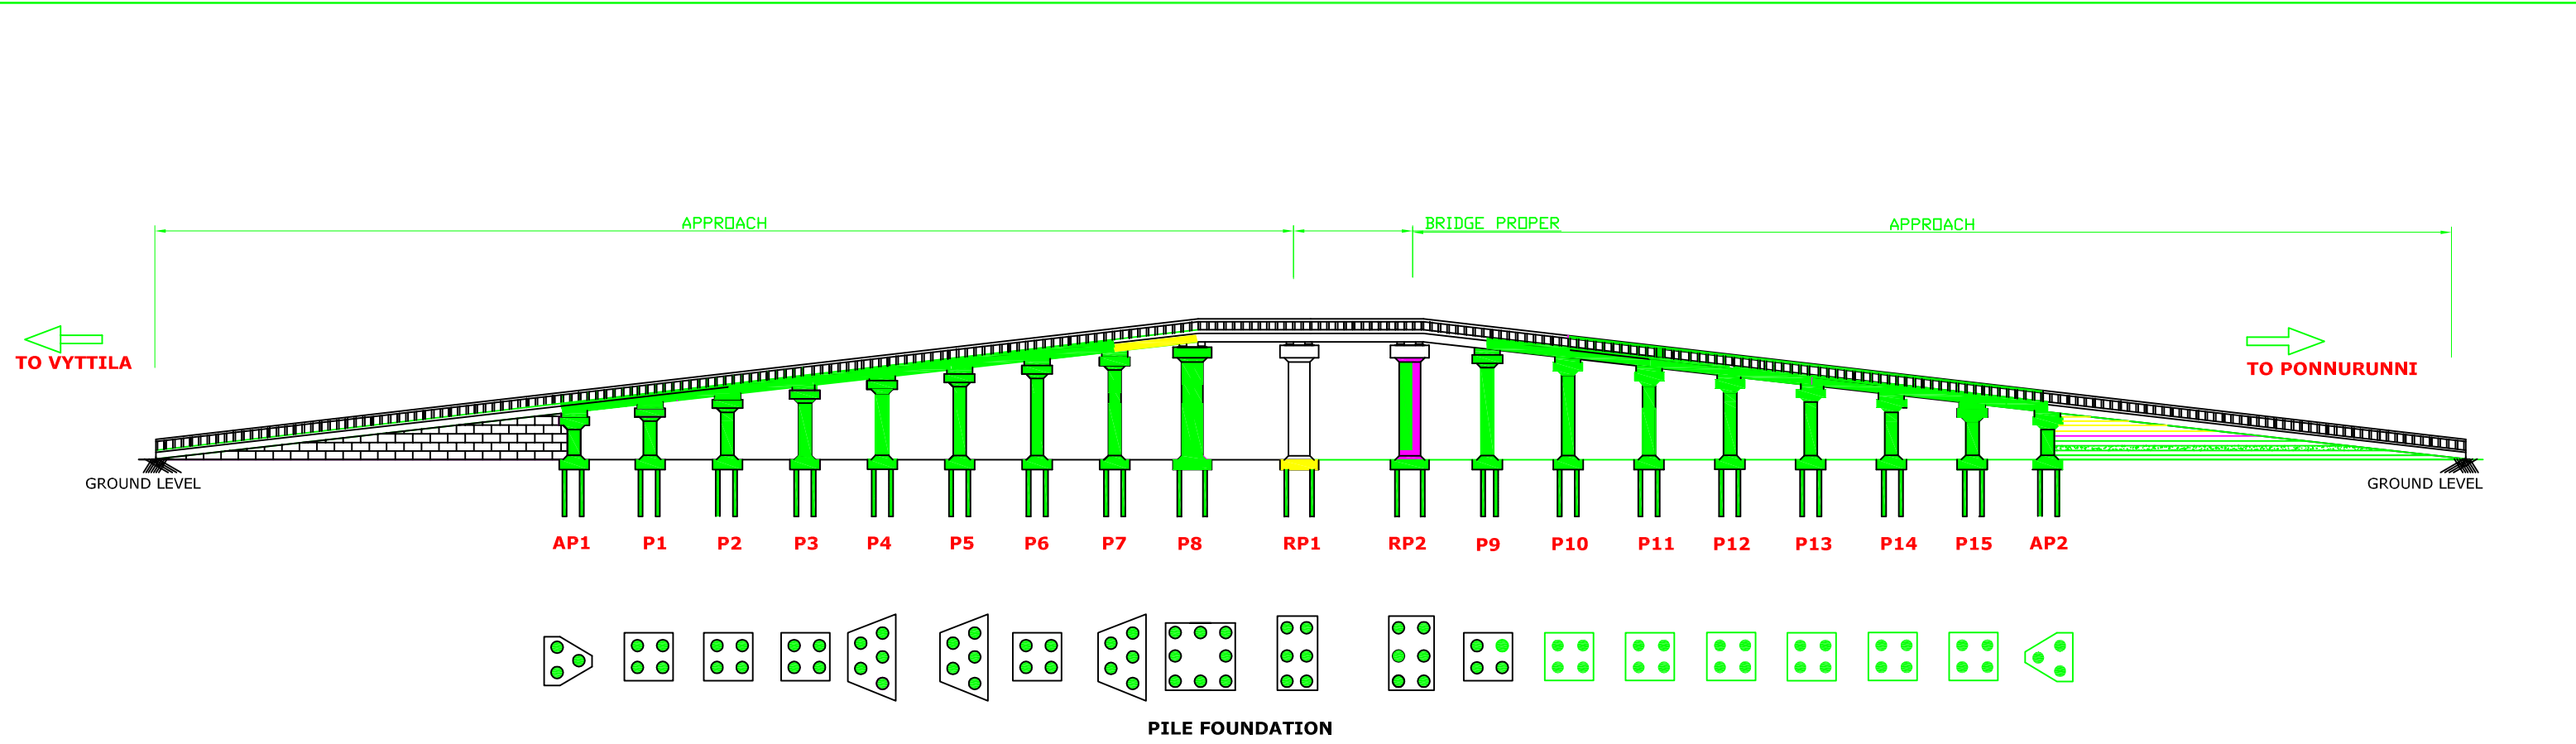 APPROACH
BRIDGE PROPER
APPROACH
TO VYTTILA
TO PONNURUNNI
GROUND LEVEL
GROUND LEVEL
AP1 P1 P2 P3 P4 P5 P6 P7 P8 RP1 RP2 P9 P10 P11 P12 P13 P14 P15 AP2
PILE FOUNDATION